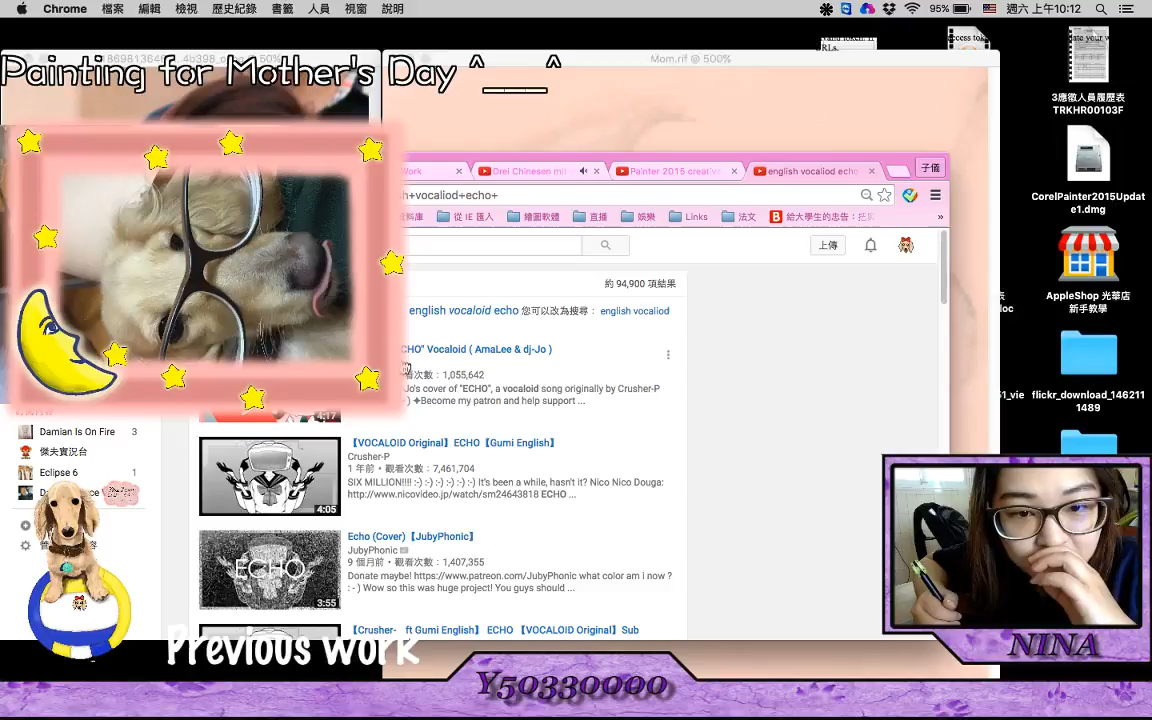 Chrome 檔案 編輯 檢視 歷史紀錄 書籤 人員 視窗 說明
95% 週六 上午10:12
Painting for Mother's Day ^___^
Mom.rif @ 500%
ork
Drei Chinesen mit
Painter 2015 creativ
english vocaliod echo
子儀
h+vocaliod+echo+
從 IE 匯入
繪圖軟體
直播
娛樂
Links
法文
給大學生的忠告：
»
上傳
約 94,900 項結果
english vocaloid echo 您可以改為搜尋： english vocaliod
CHO" Vocaloid ( AmaLee & dj-Jo )
看次數：1,055,642
Jo's cover of "ECHO", a vocaloid song originally by Crusher-P
-) ✦Become my patron and help support ...
4:17
【VOCALOID Original】ECHO【Gumi English】
Crusher-P
1 年前 • 觀看次數：7,461,704
SIX MILLION!!!! :-) :-) :-) :-) :-) It's been a while, hasn't it? Nico Nico Douga:
http://www.nicovideo.jp/watch/sm24643818 ECHO ...
4:05
Echo (Cover)【JubyPhonic】
JubyPhonic
9 個月前 • 觀看次數：1,407,355
Donate maybe! https://www.patreon.com/JubyPhonic what color am i now ?
:-) Wow so this was huge project! You guys should ...
ECHO
3:55
【Crusher- ft Gumi English】 ECHO 【VOCALOID Original】Sub
Damian Is On Fire 3
傑夫實況台
Eclipse 6 1
Previous work
3應徵人員履歷表
TRKHR00103F
CorelPainter2015Updat
e1.dmg
AppleShop 光華店
新手教學
flickr_download_146211
1489
NINA
Y50330000